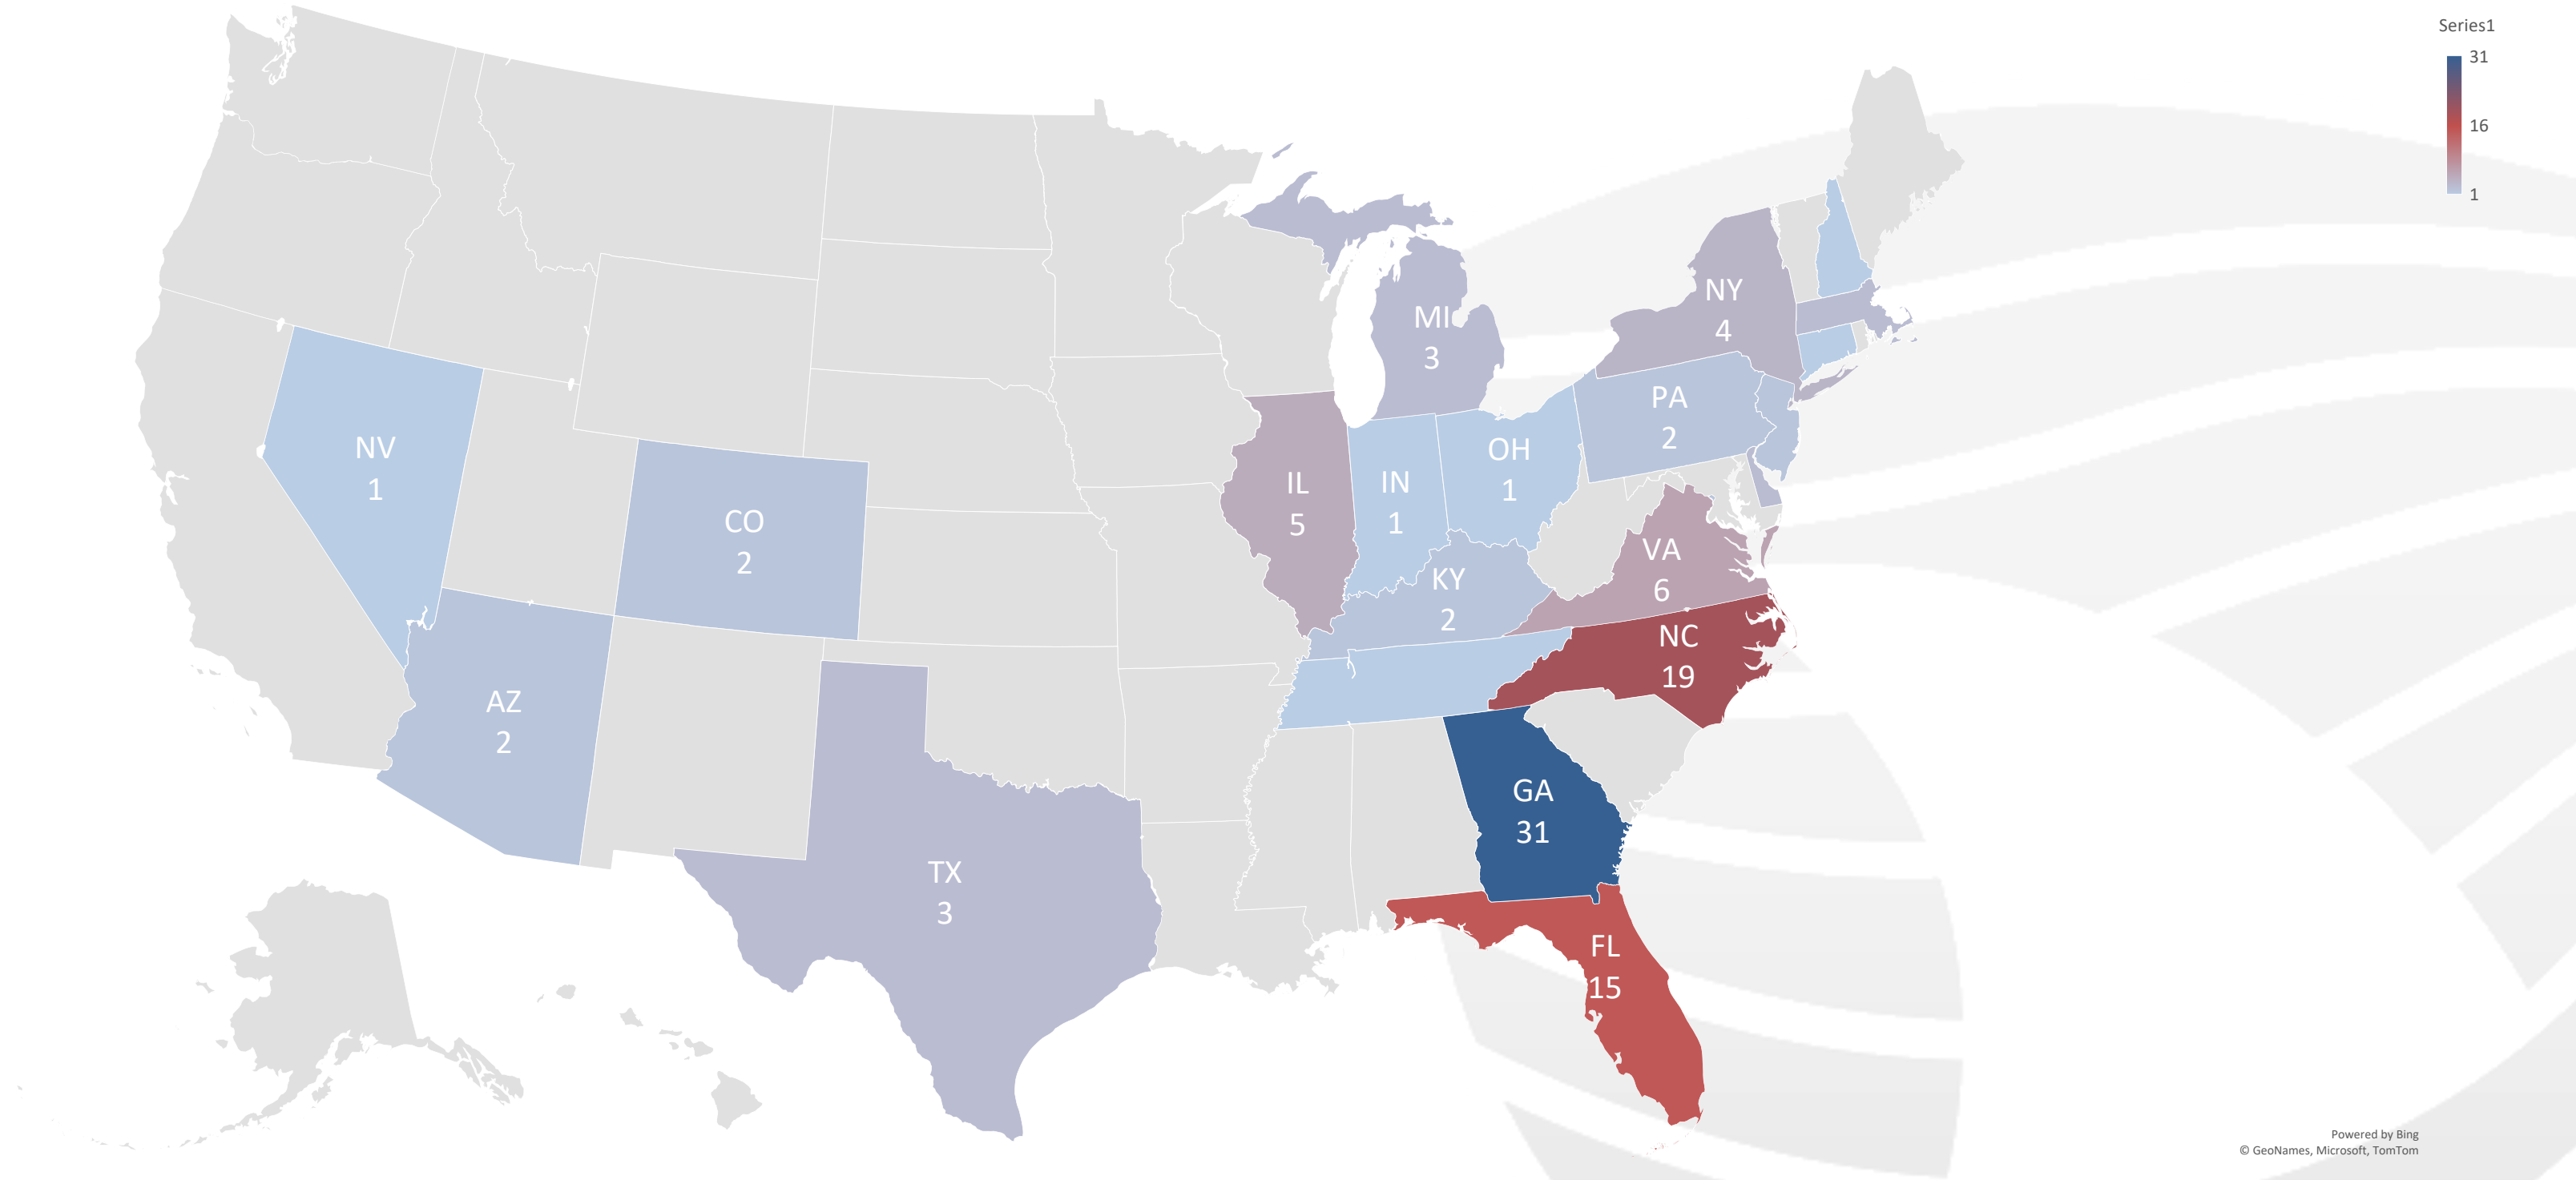 Series1
31
16
1
NY
4
MI
3
PA
2
NV
1
OH
1
IL
5
IN
1
CO
2
VA
6
KY
2
NC
19
AZ
2
GA
31
TX
3
FL
15
Powered by Bing
© GeoNames, Microsoft, TomTom